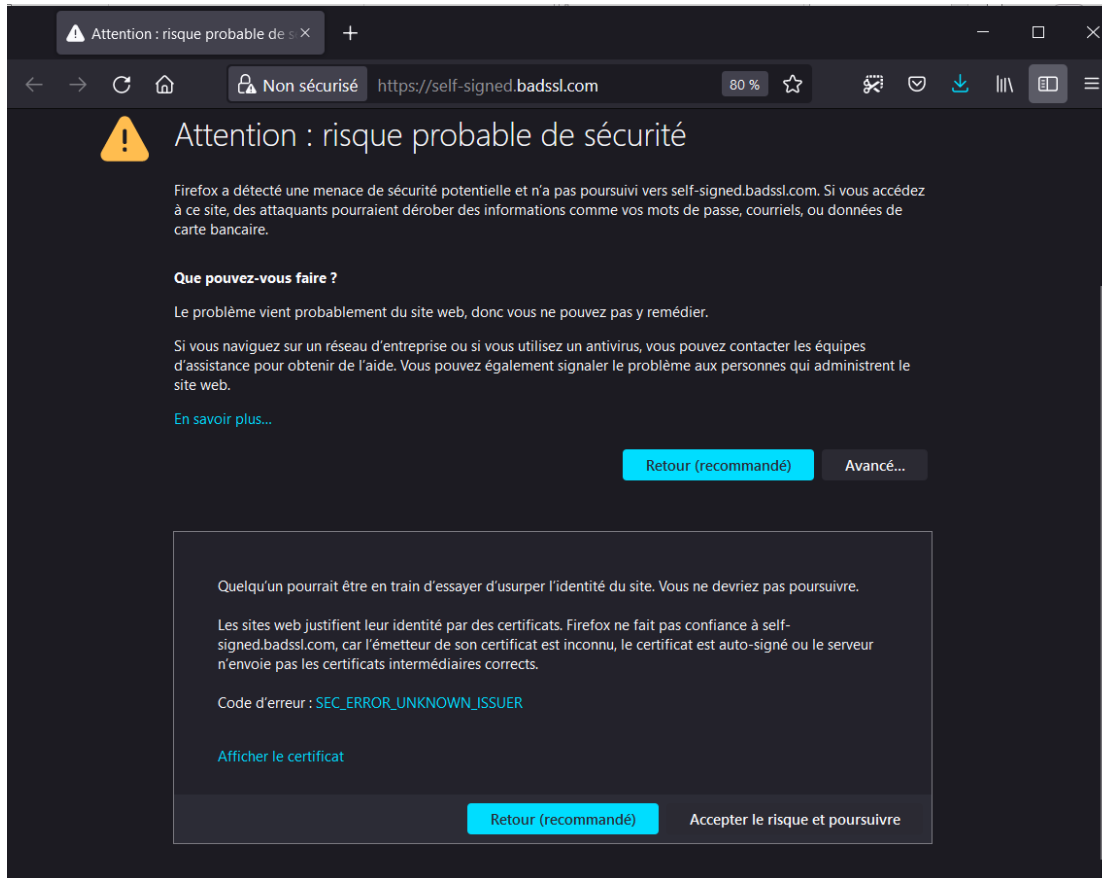 Attention : risque probable de s
Non sécurisé https://self-signed.badssl.com 80 %
Attention : risque probable de sécurité
Firefox a détecté une menace de sécurité potentielle et n’a pas poursuivi vers self-signed.badssl.com. Si vous accédez
à ce site, des attaquants pourraient dérober des informations comme vos mots de passe, courriels, ou données de
carte bancaire.
Que pouvez-vous faire ?
Le problème vient probablement du site web, donc vous ne pouvez pas y remédier.
Si vous naviguez sur un réseau d’entreprise ou si vous utilisez un antivirus, vous pouvez contacter les équipes
d’assistance pour obtenir de l’aide. Vous pouvez également signaler le problème aux personnes qui administrent le
site web.
En savoir plus...
Retour (recommandé) Avancé...
Quelqu’un pourrait être en train d’essayer d’usurper l’identité du site. Vous ne devriez pas poursuivre.
Les sites web justifient leur identité par des certificats. Firefox ne fait pas confiance à self-
signed.badssl.com, car l’émetteur de son certificat est inconnu, le certificat est auto-signé ou le serveur
n’envoie pas les certificats intermédiaires corrects.
Code d’erreur : SEC_ERROR_UNKNOWN_ISSUER
Afficher le certificat
Retour (recommandé) Accepter le risque et poursuivre